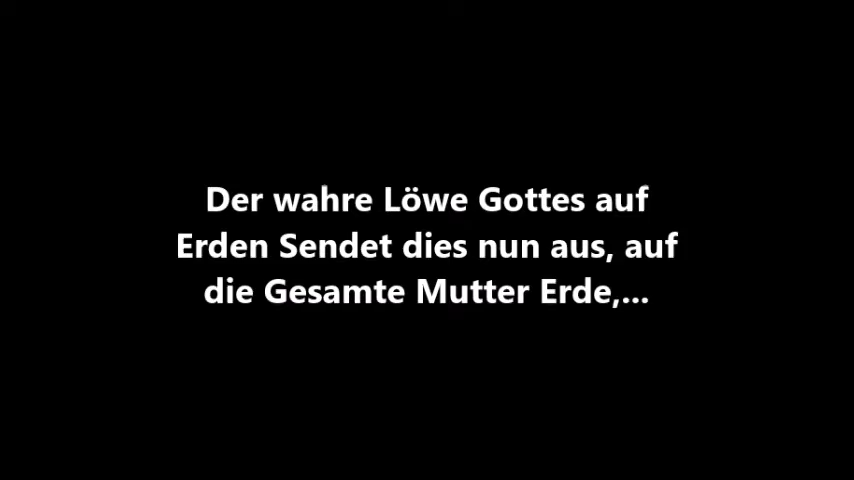 Der wahre Löwe Gottes auf
Erden Sendet dies nun aus, auf
die Gesamte Mutter Erde,...